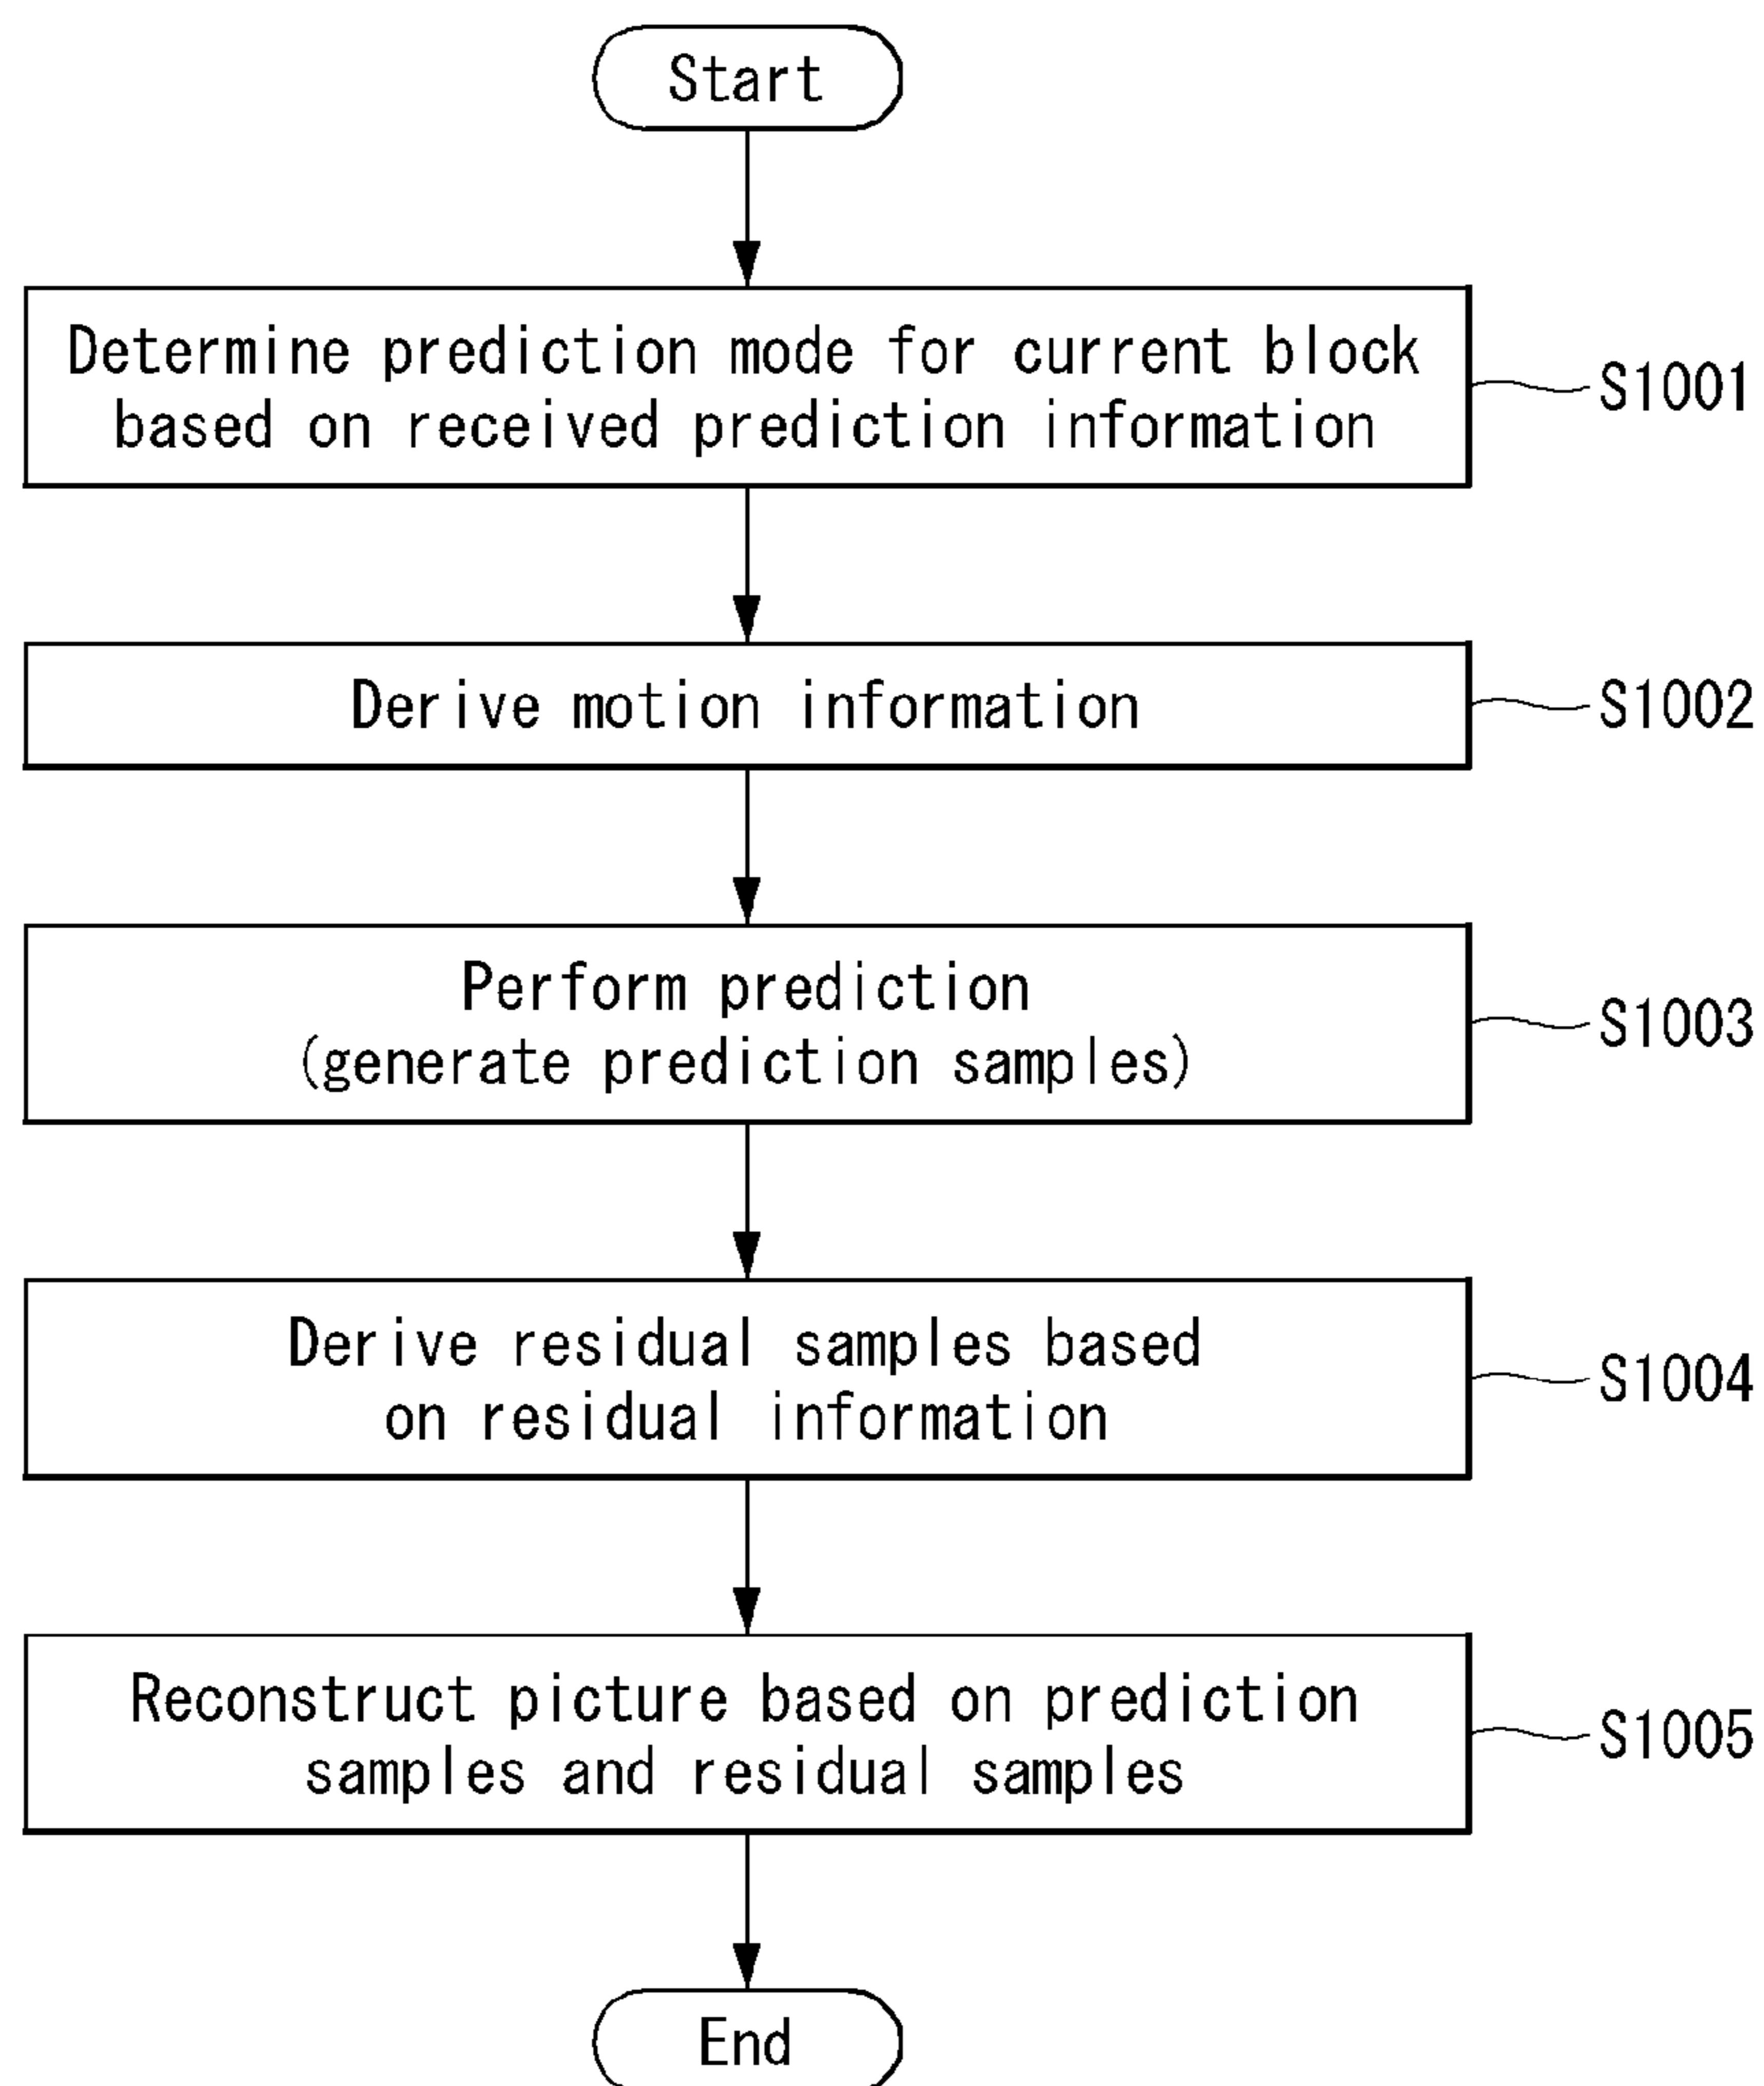 Start
Determine prediction mode for current block
based on received prediction information
S1001
Derive motion information
S1002
Perform prediction
(generate prediction samples)
S1003
Derive residual samples based
on residual information
S1004
Reconstruct picture based on prediction
samples and residual samples
S1005
End